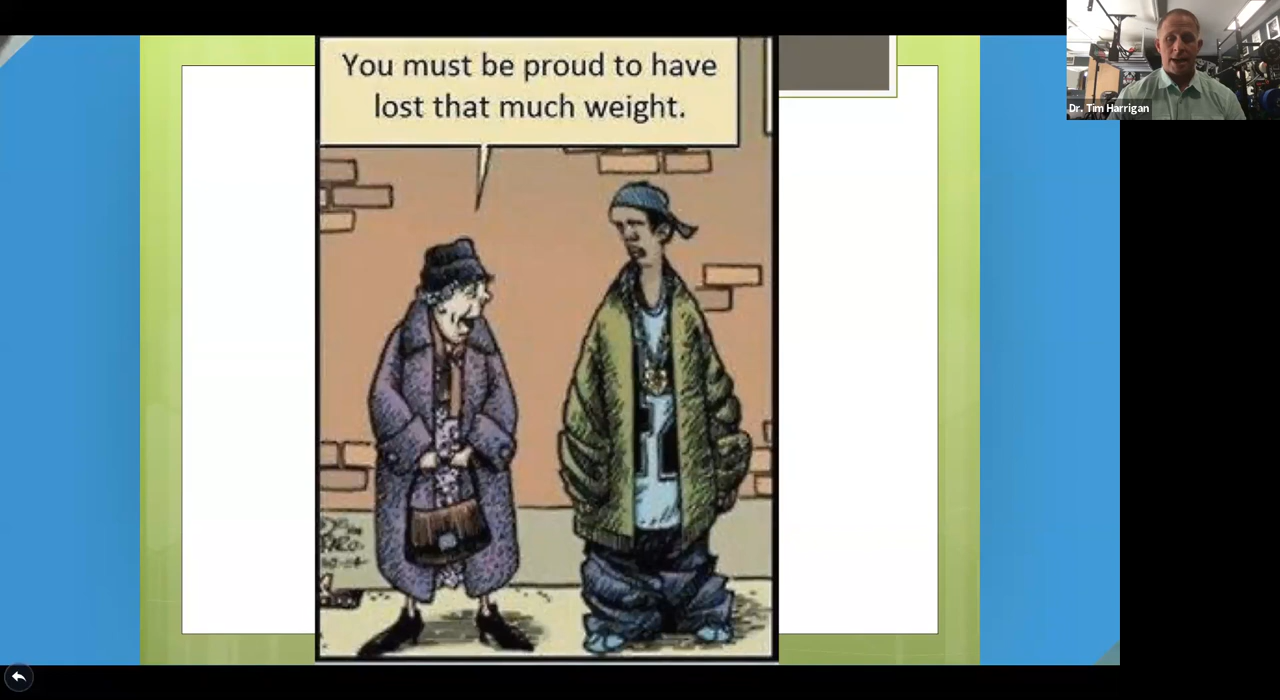 You must be proud to have
lost that much weight.
Dr. Tim Harrigan